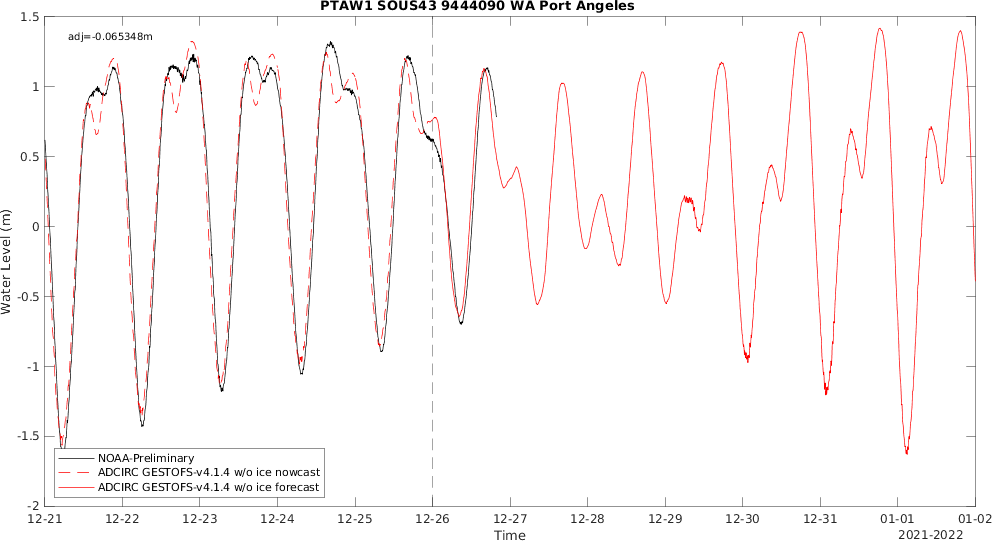 PTAW1 SOUS43 9444090 WA Port Angeles
adj=-0.065348m
Water Level (m)
1.5
1
0.5
0
-0.5
-1
-1.5
-2
NOAA-Preliminary
ADCIRC GESTOFS-v4.1.4 w/o ice nowcast
ADCIRC GESTOFS-v4.1.4 w/o ice forecast
12-21 12-22 12-23 12-24 12-25 12-26 12-27 12-28 12-29 12-30 12-31 01-01 01-02
Time
2021-2022